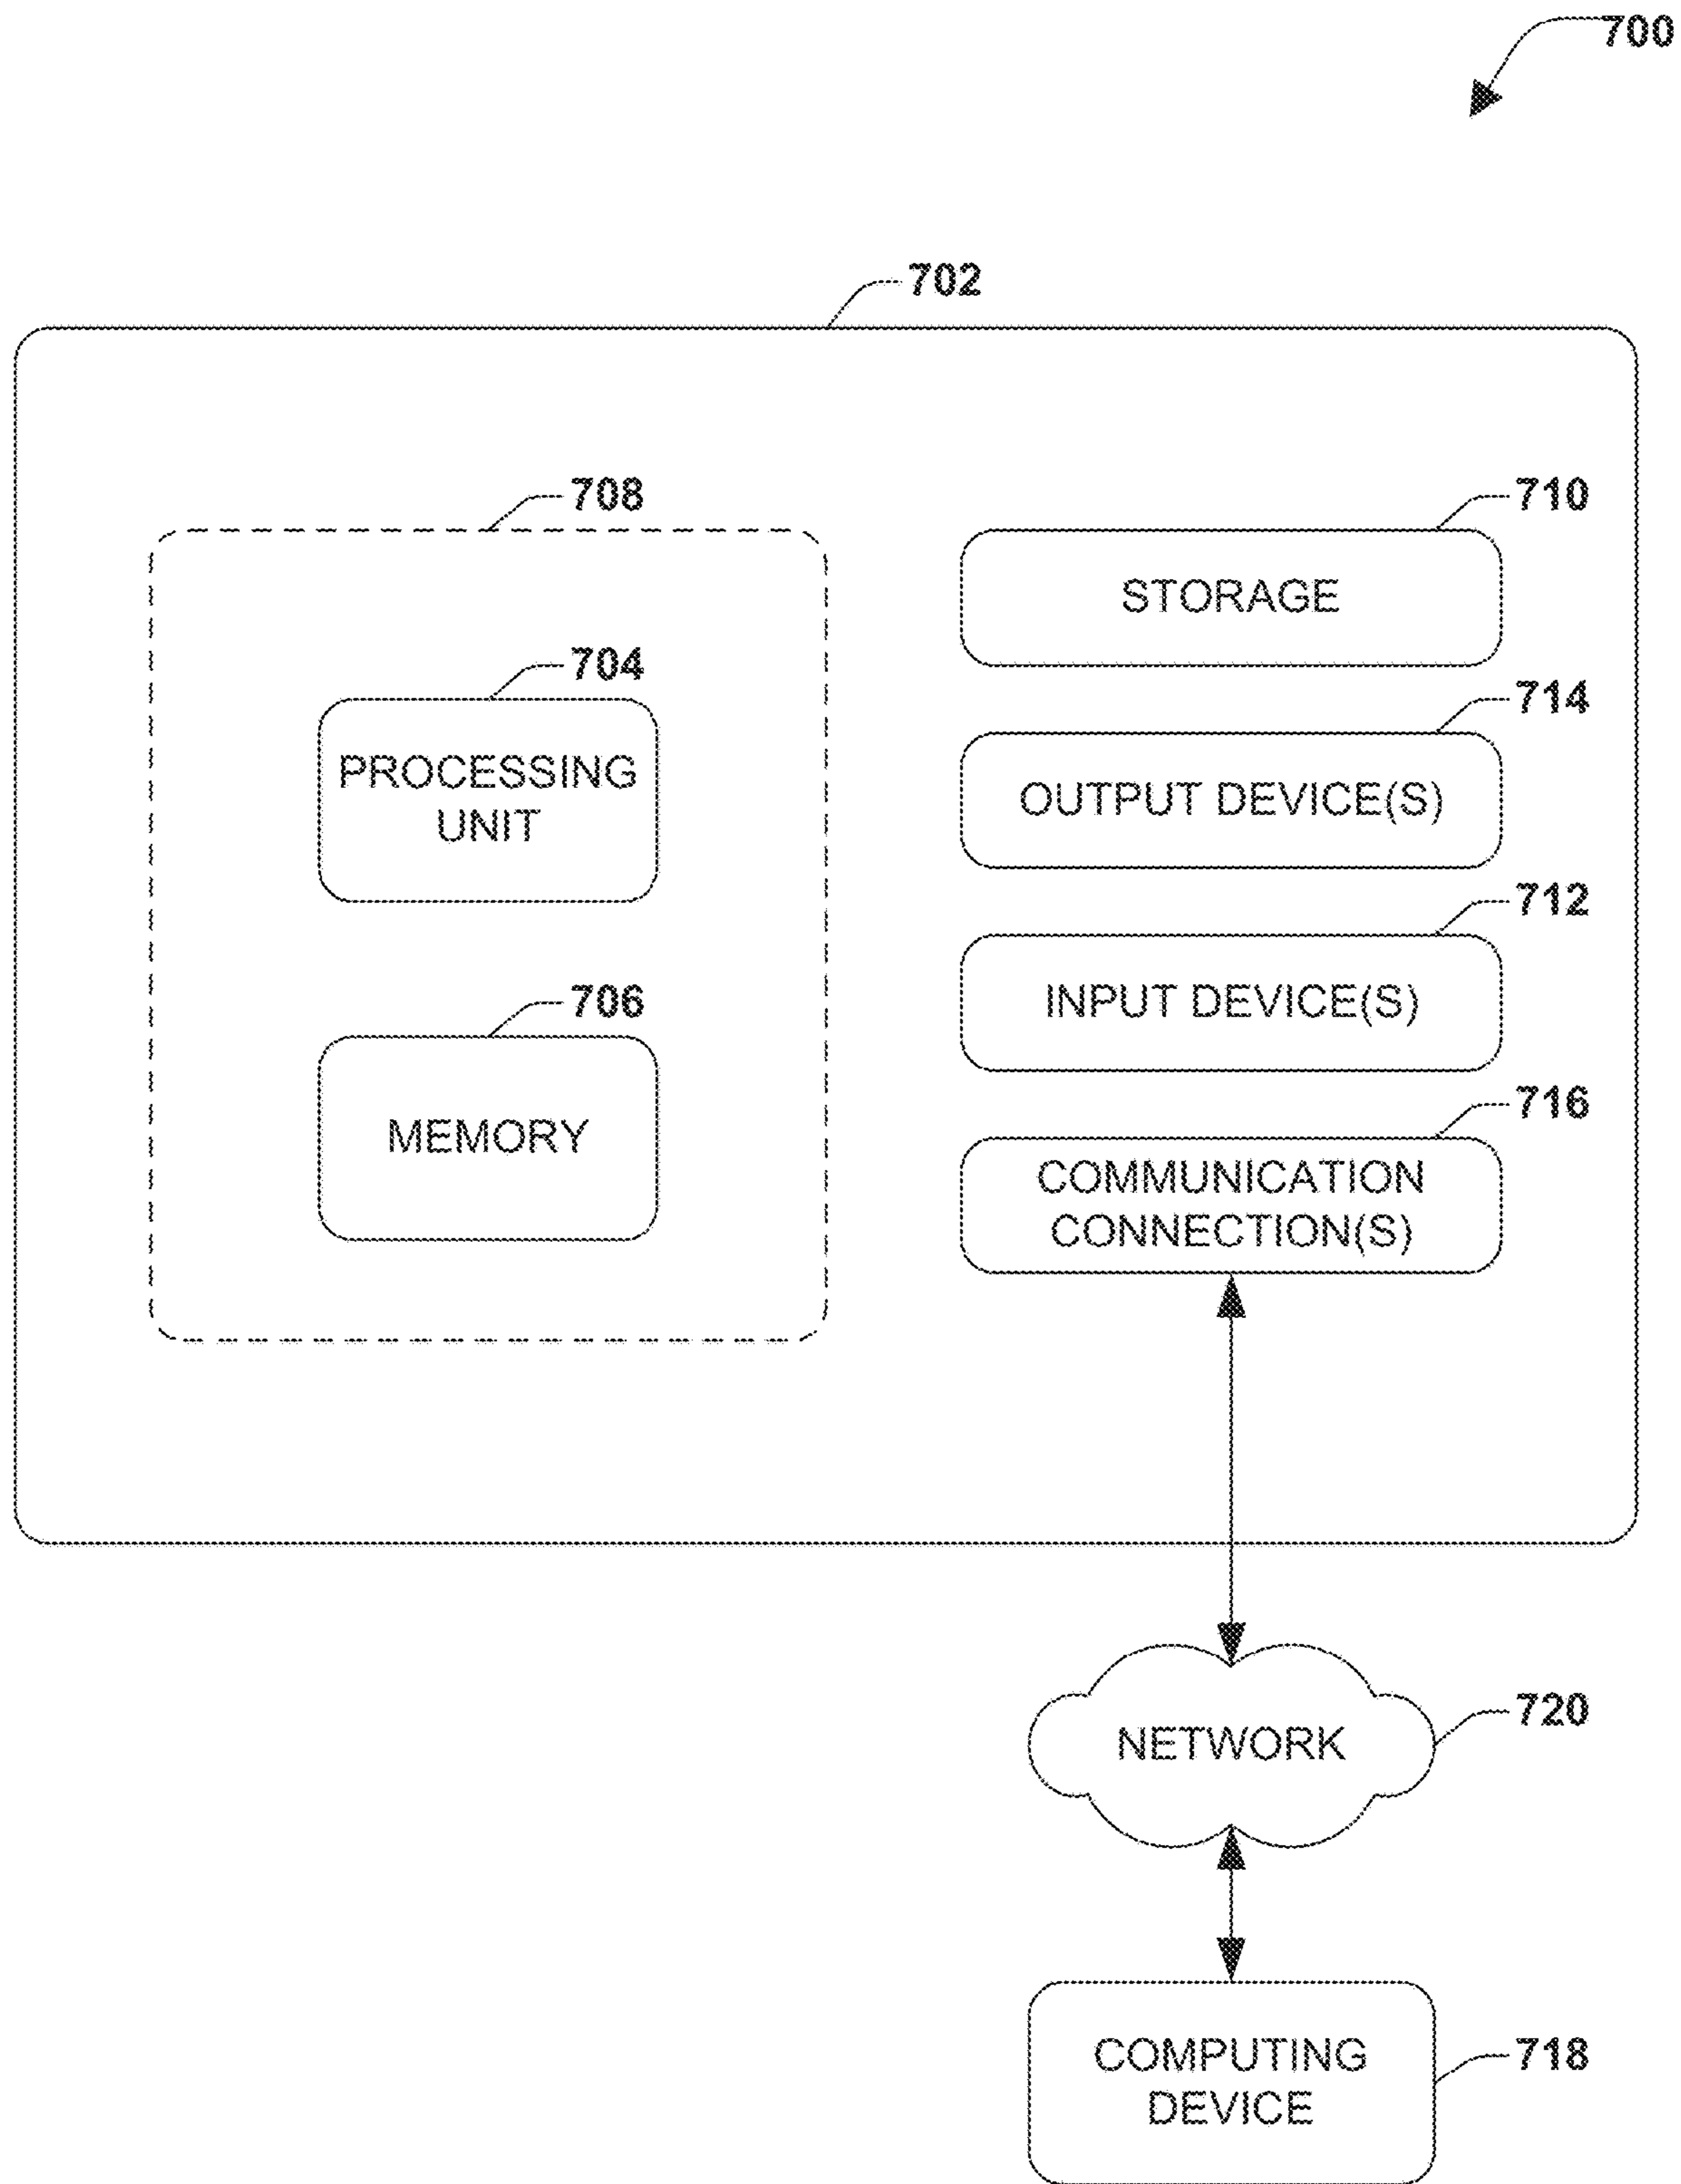 700
702
708
710
STORAGE
704
714
PROCESSING
UNIT
OUTPUT DEVICE(S)
712
INPUT DEVICE(S)
706
MEMORY
716
COMMUNICATION
CONNECTION(S)
NETWORK
720
COMPUTING
DEVICE
718